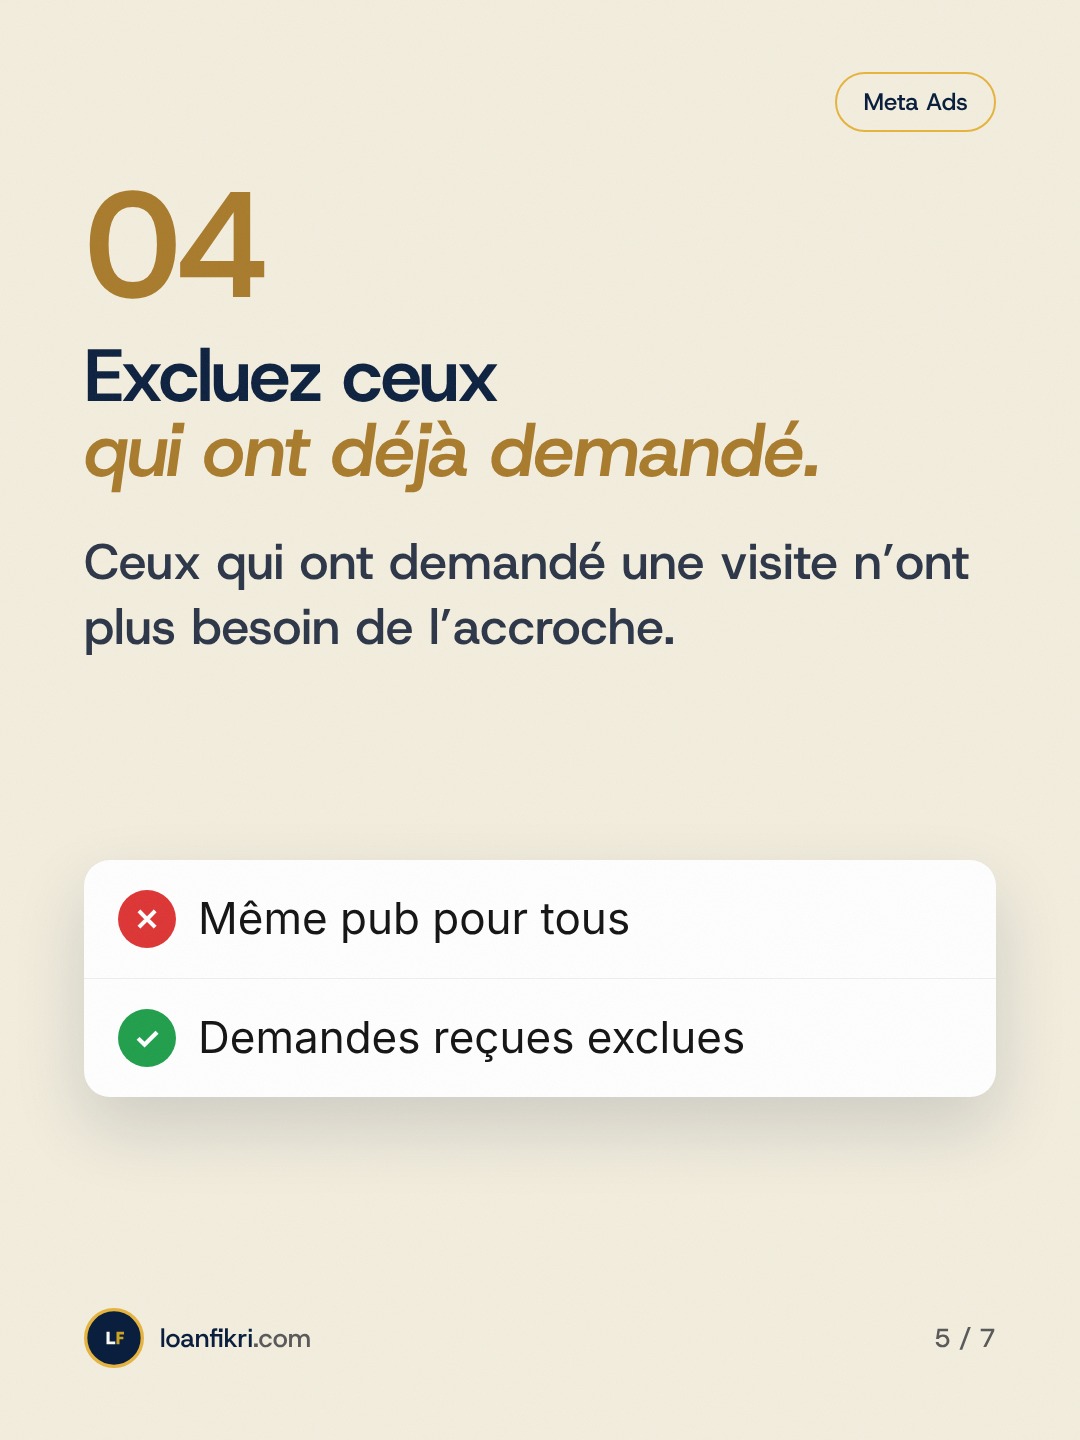 Meta Ads
04
Excluez ceux
qui ont déjà demandé.
Ceux qui ont demandé une visite n’ont
plus besoin de l’accroche.
Même pub pour tous
Demandes reçues exclues
LF loanfikri.com
5 / 7